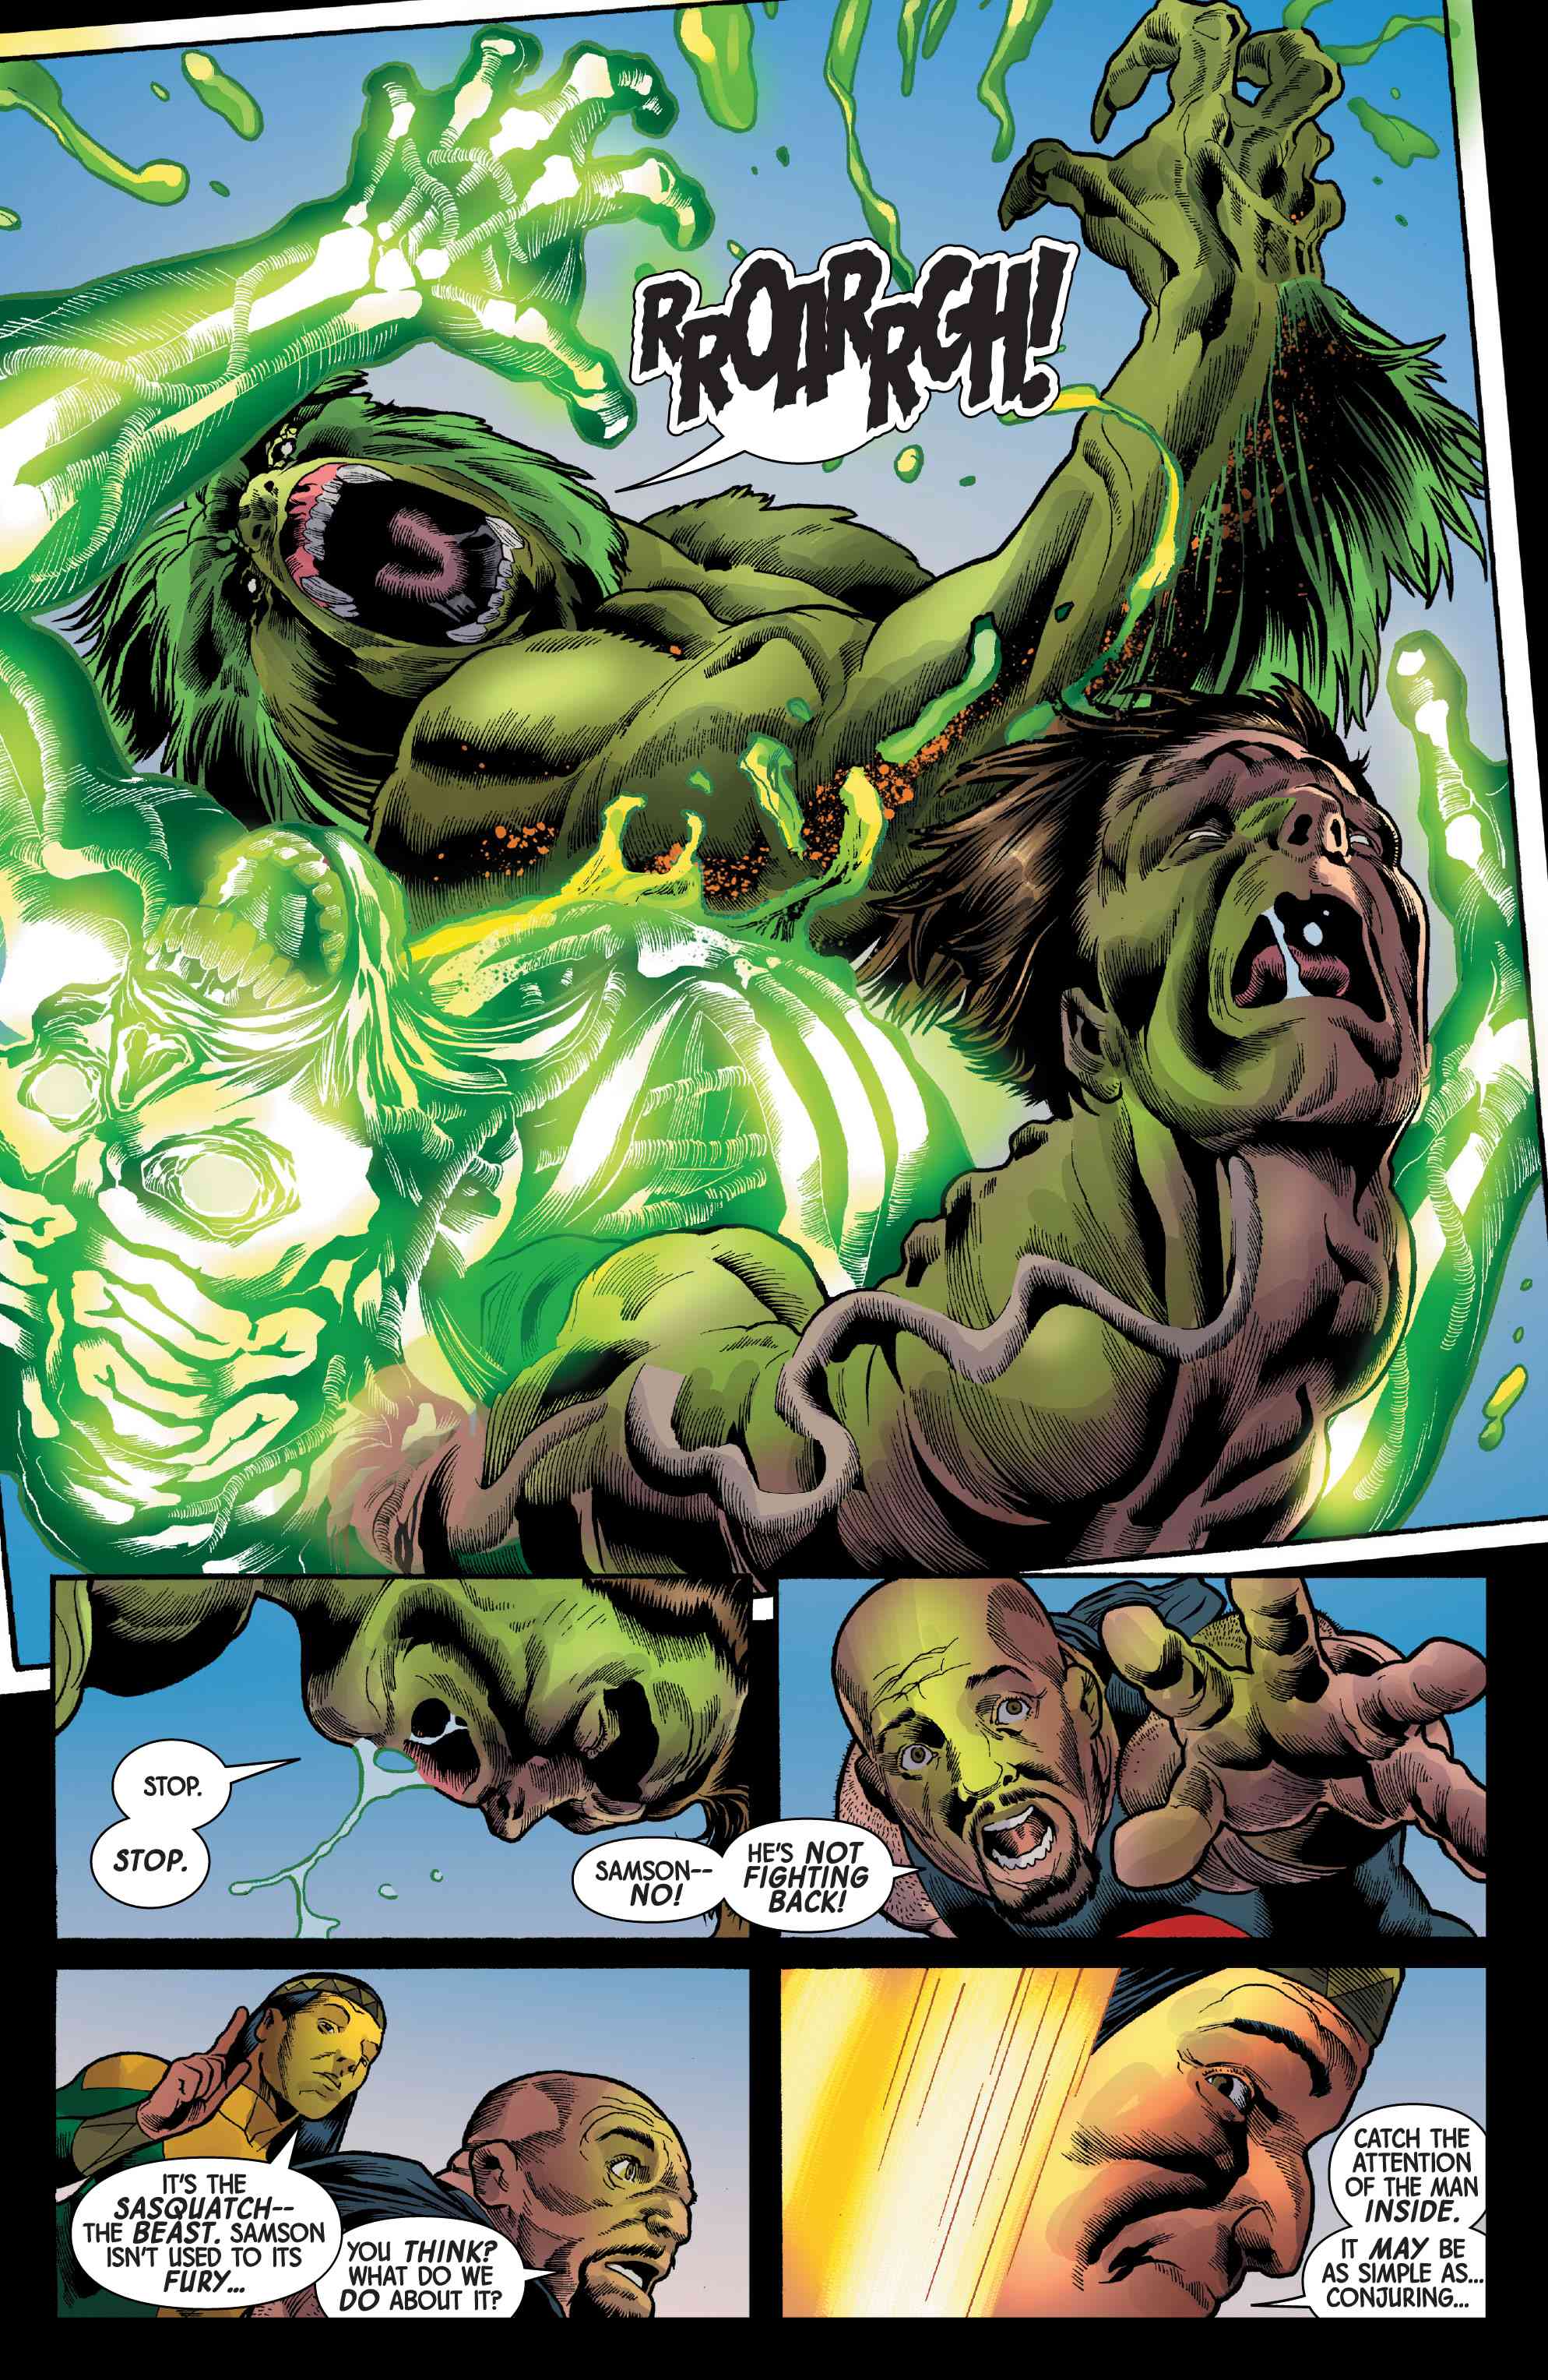 RROARRGH!
STOP.
STOP.
SAMSON--
NO!
HE'S NOT
FIGHTING
BACK!
IT'S THE
SASQUATCH--
THE BEAST. SAMSON
ISN'T USED TO ITS
FURY...
YOU THINK?
WHAT DO WE
DO ABOUT IT?
CATCH THE
ATTENTION
OF THE MAN
INSIDE.
IT MAY BE
AS SIMPLE AS...
CONJURING...